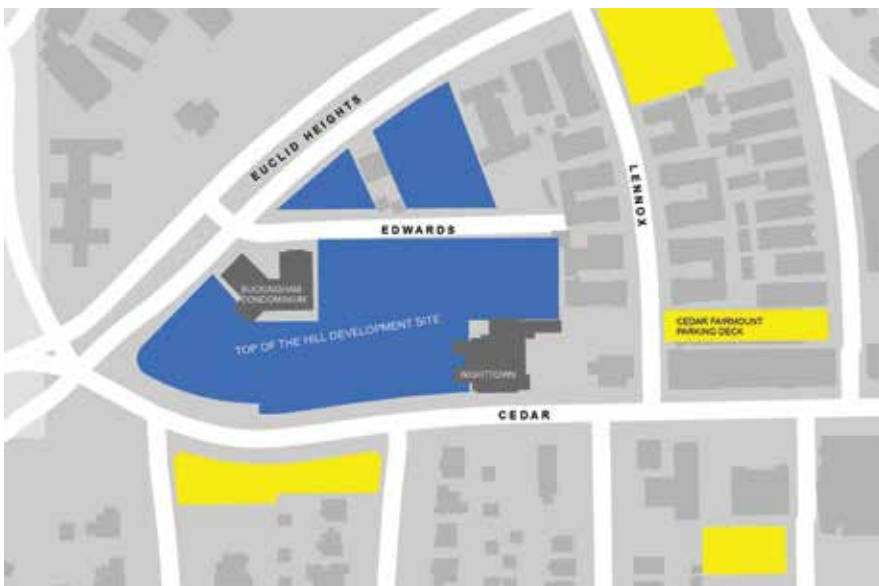 EUCLID HEIGHTS
LENNOX
EDWARDS
BUCKINGHAM
CONDOMINIUM
TOP OF THE HILL DEVELOPMENT SITE
CEDAR FAIRMOUNT
PARKING DECK
NIGHTTOWN
CEDAR